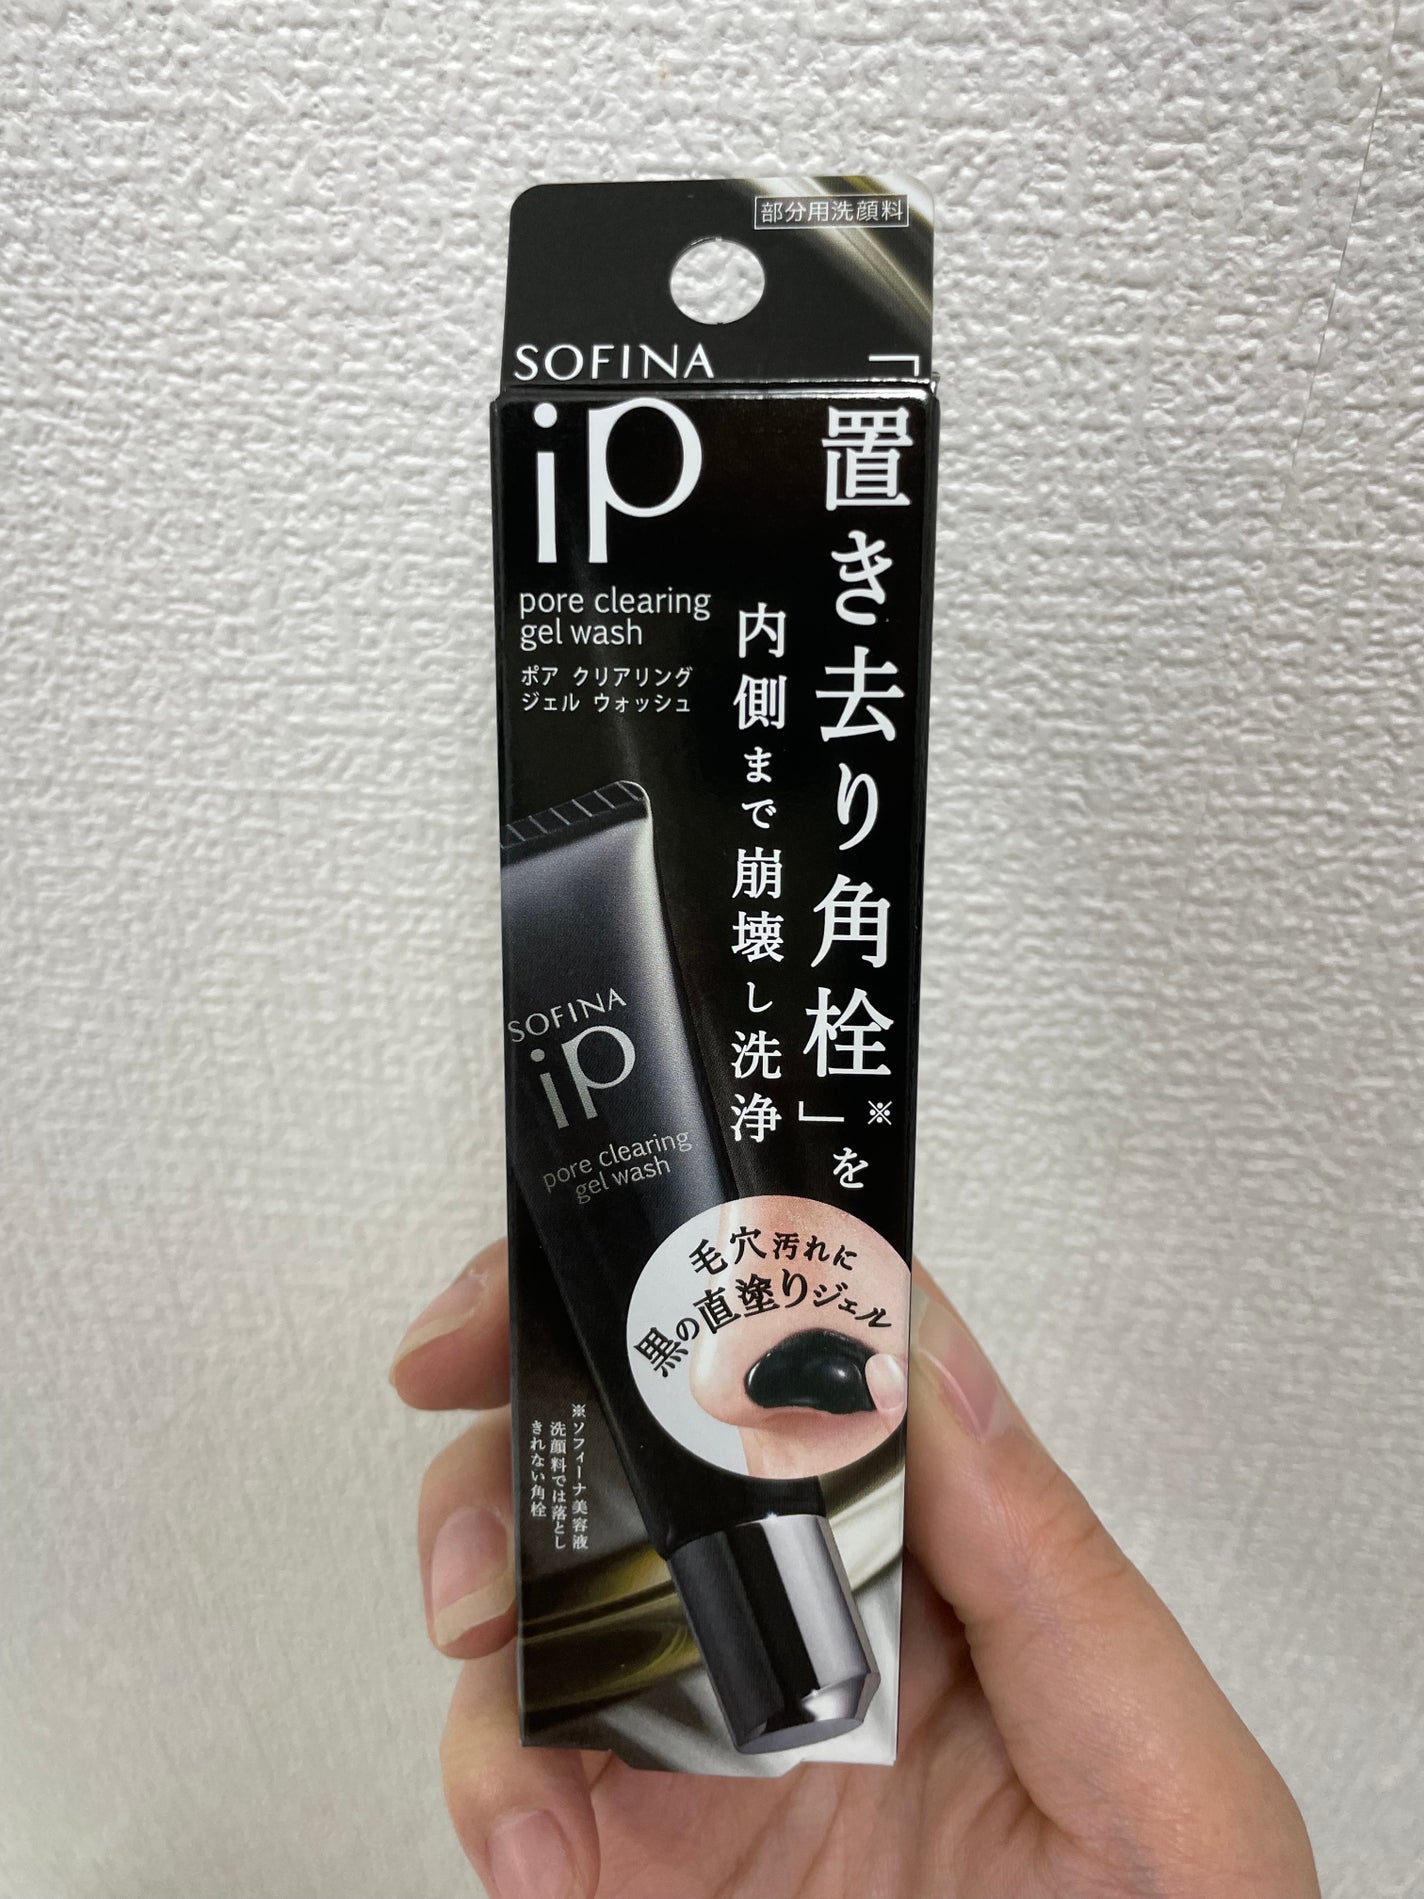 部分用洗顔料
SOFINA
iP
pore clearing
gel wash
ポア クリアリング
ジェル ウォッシュ
「置き去り角栓」※を
内側まで崩壊し洗浄
SOFINA
iP
pore clearing
gel wash
毛穴汚れに
黒の直塗りジェル
※ソフィーナ美容液
洗顔料では落とし
きれない角栓